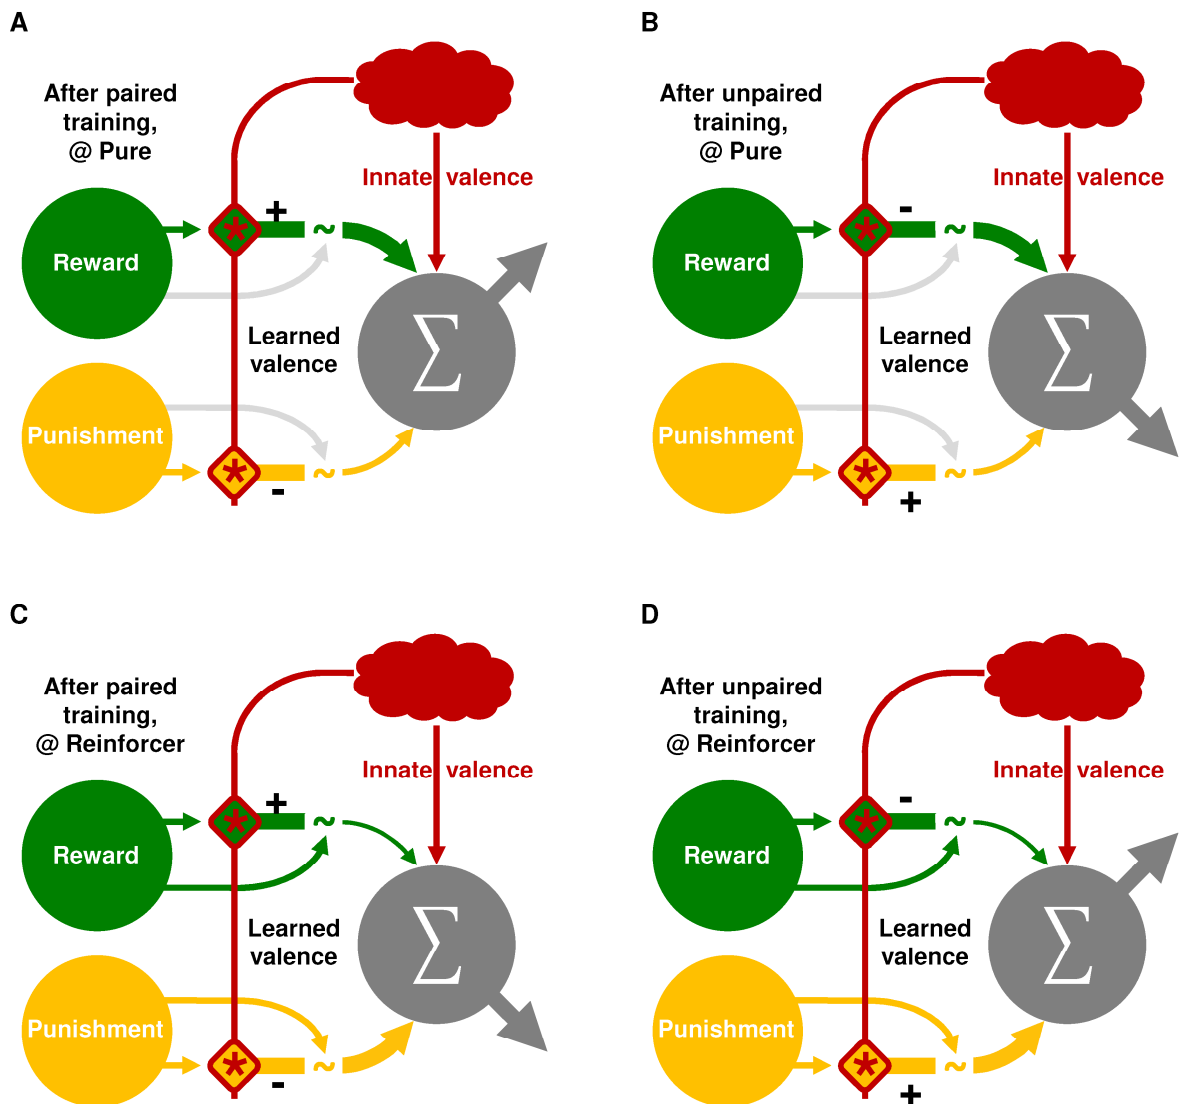 A
After paired
training,
@ Pure
Innate valence
+
*
~
Reward
Learned
valence
Σ
Punishment
*
~
-
B
After unpaired
training,
@ Pure
Innate valence
-
*
~
Reward
Learned
valence
Σ
Punishment
*
~
+
C
After paired
training,
@ Reinforcer
Innate valence
+
*
~
Reward
Learned
valence
Σ
Punishment
*
~
-
D
After unpaired
training,
@ Reinforcer
Innate valence
-
*
~
Reward
Learned
valence
Σ
Punishment
*
~
+